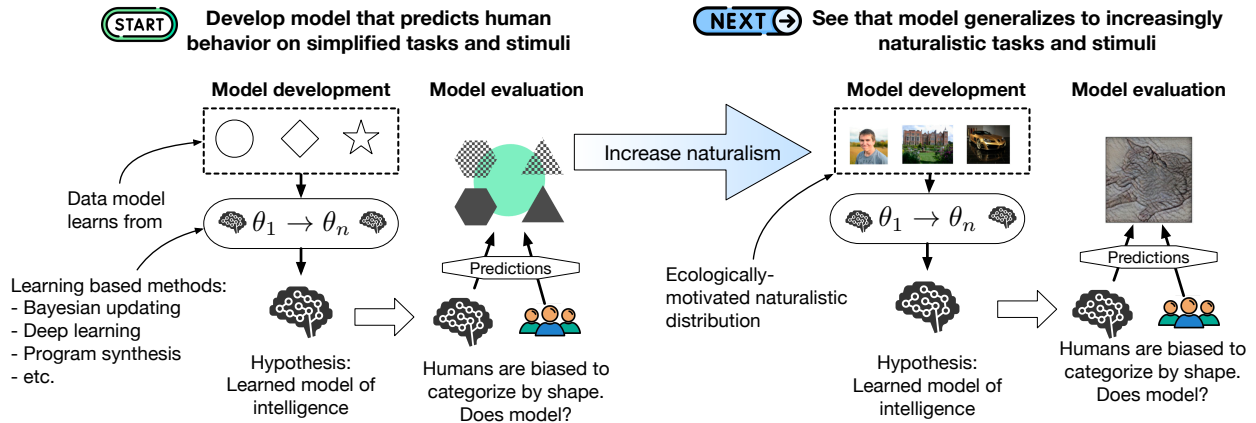 START
Develop model that predicts human
behavior on simplified tasks and stimuli
Model development
Model evaluation
Data model
learns from
θ₁ → θₙ
Learning based methods:
- Bayesian updating
- Deep learning
- Program synthesis
- etc.
Predictions
Hypothesis:
Learned model of
intelligence
Humans are biased to
categorize by shape.
Does model?
Increase naturalism
NEXT
See that model generalizes to increasingly
naturalistic tasks and stimuli
Model development
Model evaluation
θ₁ → θₙ
Ecologically-
motivated naturalistic
distribution
Predictions
Hypothesis:
Learned model of
intelligence
Humans are biased to
categorize by shape.
Does model?